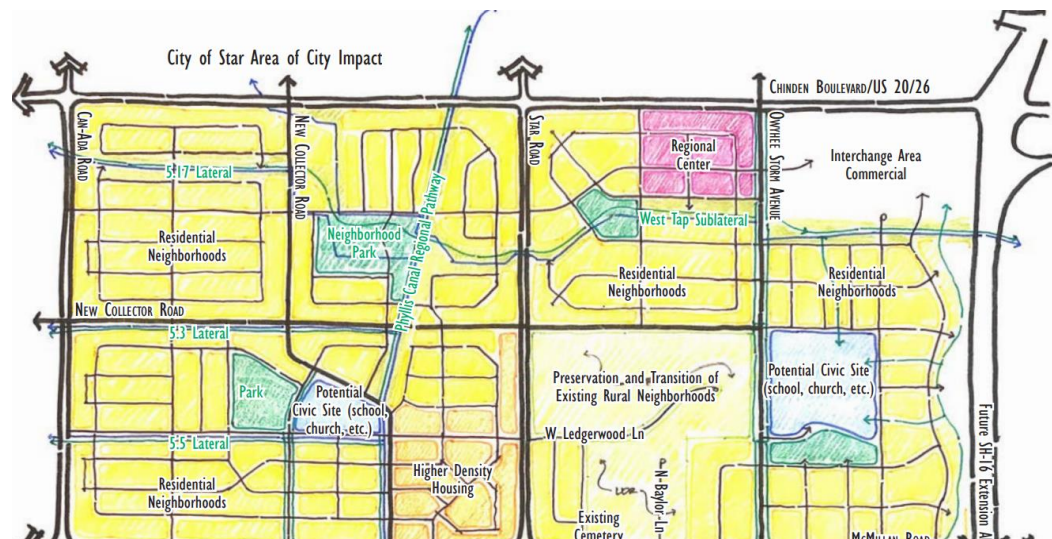 City of Star Area of City Impact
Chinden Boulevard/US 20/26
Can-Ada Road
New Collector Road
Star Road
Owyhee Storm Avenue
Regional
Center
Interchange Area
Commercial
5.17 Lateral
Phyllis Canal Regional Pathway
West Tap Sublateral
Neighborhood
Park
Residential
Neighborhoods
Residential
Neighborhoods
Residential
Neighborhoods
New Collector Road
5.3 Lateral
Park
Potential
Civic Site (school,
church, etc.)
Preservation and Transition of
Existing Rural Neighborhoods
Potential Civic Site
(school, church, etc.)
W Ledgerwood Ln
5.5 Lateral
Higher Density
Housing
Residential
Neighborhoods
N-Baylor-Ln
Existing
Cemetery
Future SH-16 Extension
McMillan Road